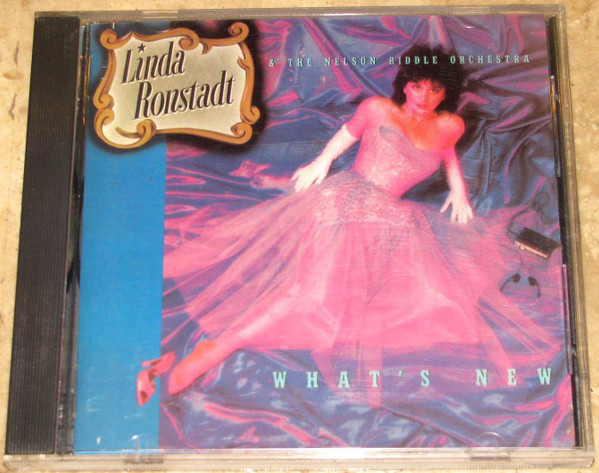 Linda
Ronstadt
& THE NELSON RIDDLE ORCHESTRA
WHAT'S NEW